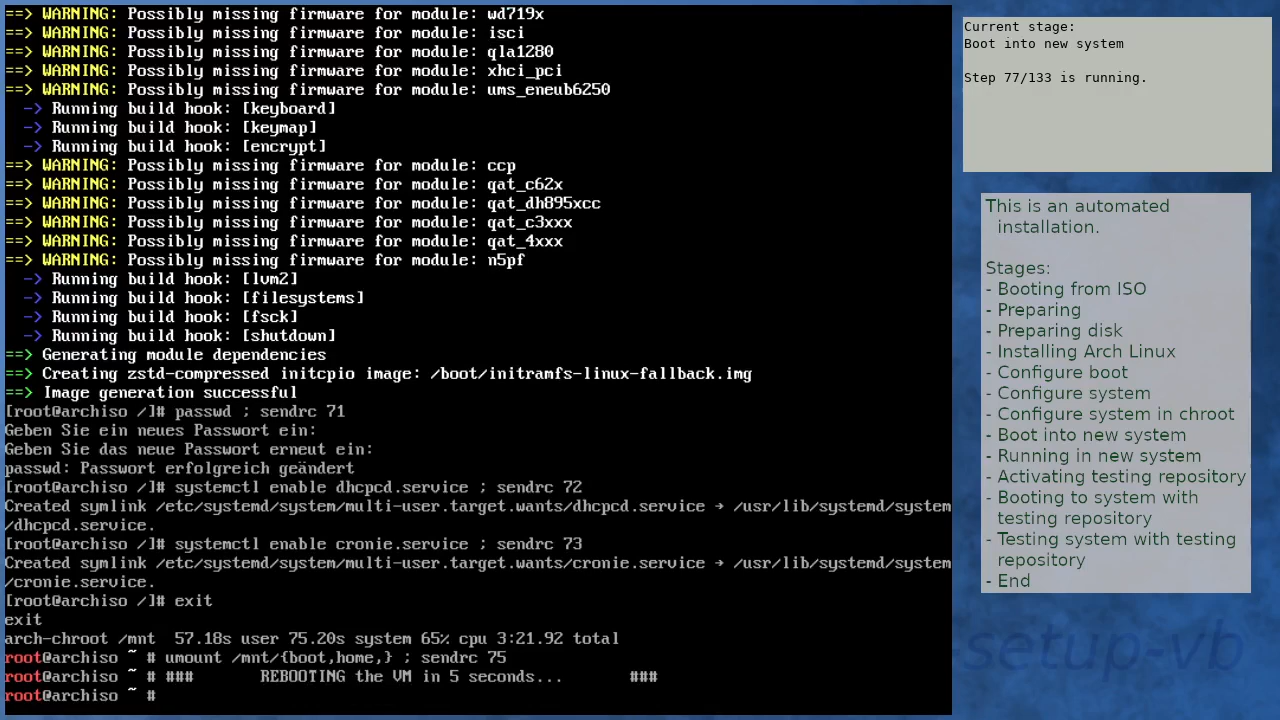 ==> WARNING: Possibly missing firmware for module: wd719x
==> WARNING: Possibly missing firmware for module: isci
==> WARNING: Possibly missing firmware for module: qla1280
==> WARNING: Possibly missing firmware for module: xhci_pci
==> WARNING: Possibly missing firmware for module: ums_eneub6250
  -> Running build hook: [keyboard]
  -> Running build hook: [keymap]
  -> Running build hook: [encrypt]
==> WARNING: Possibly missing firmware for module: ccp
==> WARNING: Possibly missing firmware for module: qat_c62x
==> WARNING: Possibly missing firmware for module: qat_dh895xcc
==> WARNING: Possibly missing firmware for module: qat_c3xxx
==> WARNING: Possibly missing firmware for module: qat_4xxx
==> WARNING: Possibly missing firmware for module: n5pf
  -> Running build hook: [lvm2]
  -> Running build hook: [filesystems]
  -> Running build hook: [fsck]
  -> Running build hook: [shutdown]
==> Generating module dependencies
==> Creating zstd-compressed initcpio image: /boot/initramfs-linux-fallback.img
==> Image generation successful
[root@archiso /]# passwd ; sendrc 71
Geben Sie ein neues Passwort ein:
Geben Sie das neue Passwort erneut ein:
passwd: Passwort erfolgreich geändert
[root@archiso /]# systemctl enable dhcpcd.service ; sendrc 72
Created symlink /etc/systemd/system/multi-user.target.wants/dhcpcd.service → /usr/lib/systemd/system
/dhcpcd.service.
[root@archiso /]# systemctl enable cronie.service ; sendrc 73
Created symlink /etc/systemd/system/multi-user.target.wants/cronie.service → /usr/lib/systemd/system
/cronie.service.
[root@archiso /]# exit
exit
arch-chroot /mnt  57.18s user 75.20s system 65% cpu 3:21.92 total
root@archiso ~ # umount /mnt/{boot,home,} ; sendrc 75
root@archiso ~ # ###       REBOOTING the VM in 5 seconds...       ###
root@archiso ~ #
Current stage:
Boot into new system
Step 77/133 is running.
This is an automated
installation.
Stages:
- Booting from ISO
- Preparing
- Preparing disk
- Installing Arch Linux
- Configure boot
- Configure system
- Configure system in chroot
- Boot into new system
- Running in new system
- Activating testing repository
- Booting to system with
testing repository
- Testing system with testing
repository
- End
-setup-vb